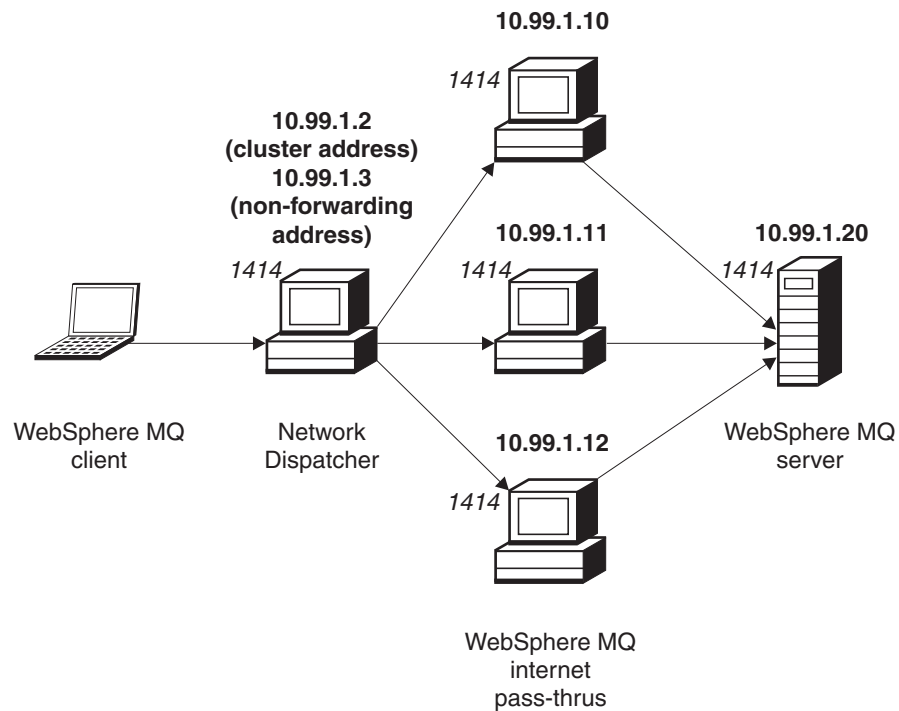 10.99.1.10
1414
10.99.1.2
(cluster address)
10.99.1.3
(non-forwarding
address)
1414
10.99.1.11
1414
10.99.1.20
1414
WebSphere MQ
client
Network
Dispatcher
10.99.1.12
1414
WebSphere MQ
server
WebSphere MQ
internet
pass-thrus